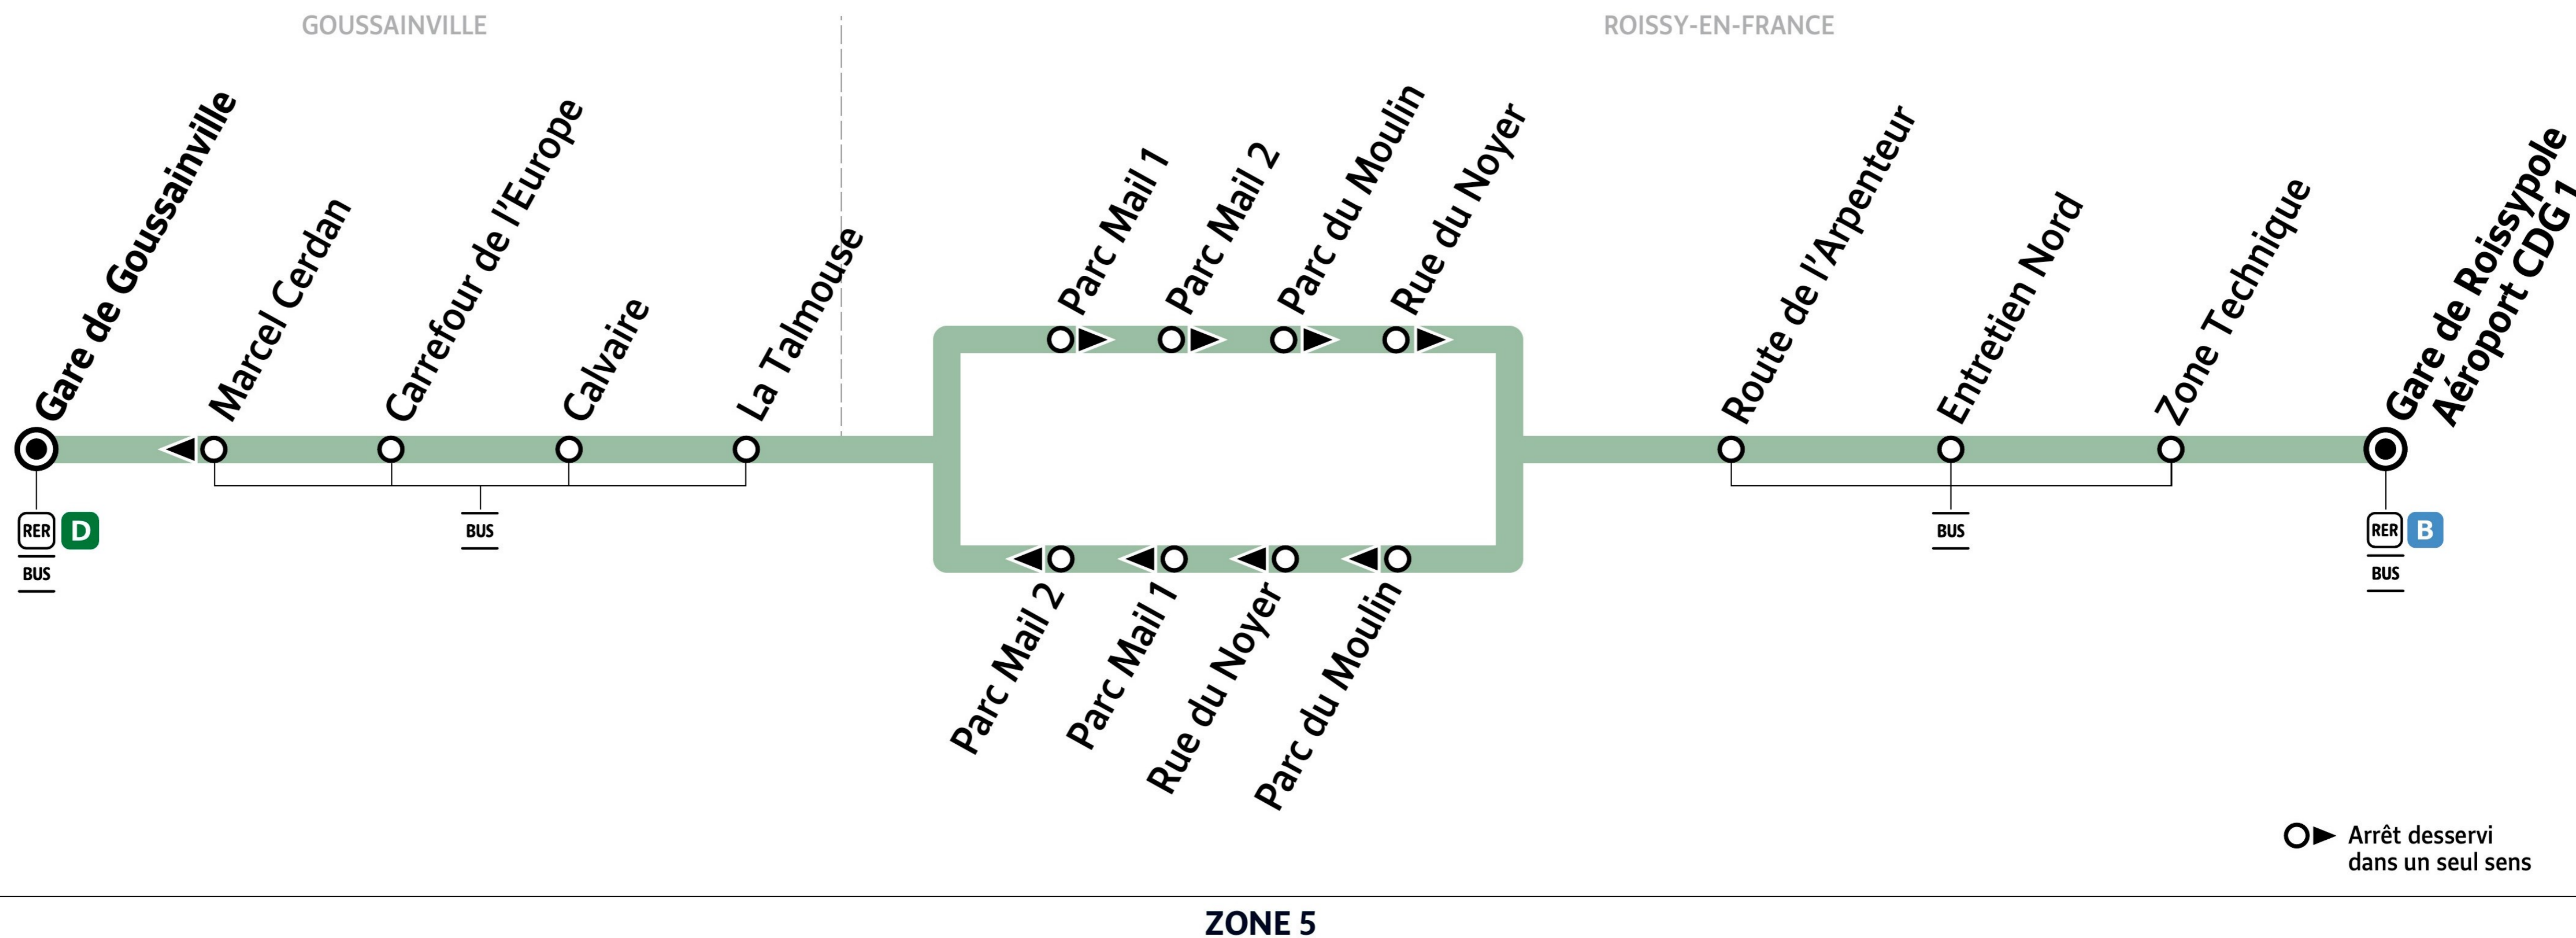 GOUSSAINVILLE
ROISSY-EN-FRANCE
Gare de Goussainville
Marcel Cerdan
Carrefour de l'Europe
Calvaire
La Talmouse
Parc Mail 1
Parc Mail 2
Parc du Moulin
Rue du Noyer
Route de l'Arpenteur
Entretien Nord
Zone Technique
Gare de Roissypole
Aéroport CDG 1
RER D
BUS
BUS
Parc Mail 2
Parc Mail 1
Rue du Noyer
Parc du Moulin
BUS
RER B
BUS
Arrêt desservi
dans un seul sens
ZONE 5